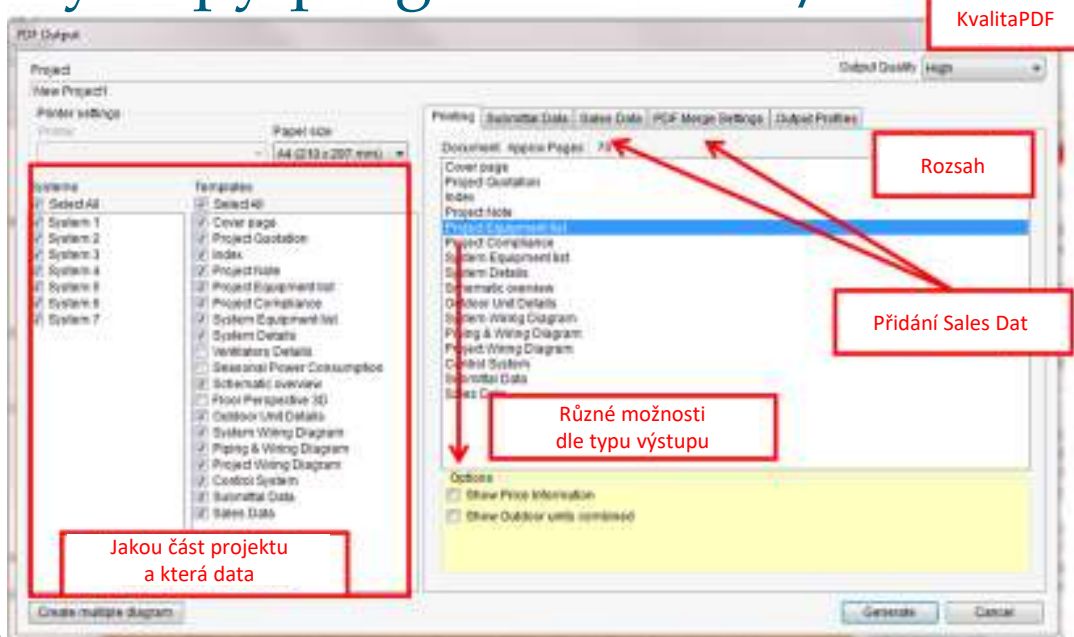 KvalitaPDF
PDF Output
Project
Output Quality High
New Project1
Printer settings
Printer
Paper size
A4 (210 x 297 mm)
Printing Submittal Data Sales Data PDF Merge Settings Output Profiles
Document Approx Pages:
Rozsah
Systems
Select All
System 1
System 2
System 3
System 4
System 5
System 6
System 7
Templates
Select All
Cover page
Project Quotation
Index
Project Note
Project Equipment list
Project Compliance
System Equipment list
System Details
Ventilators Details
Seasonal Power Consumption
Schematic overview
Floor Perspective 3D
Outdoor Unit Details
System Wiring Diagram
Piping & Wiring Diagram
Project Wiring Diagram
Control System
Submittal Data
Sales Data
Cover page
Project Quotation
Index
Project Note
Project Equipment list
Project Compliance
System Equipment list
System Details
Schematic overview
Outdoor Unit Details
System Wiring Diagram
Piping & Wiring Diagram
Project Wiring Diagram
Control System
Submittal Data
Sales Data
Přidání Sales Dat
Různé možnosti
dle typu výstupu
Options
Show Price Information
Show Outdoor units combined
Jakou část projektu
a která data
Create multiple diagram
Generate
Cancel